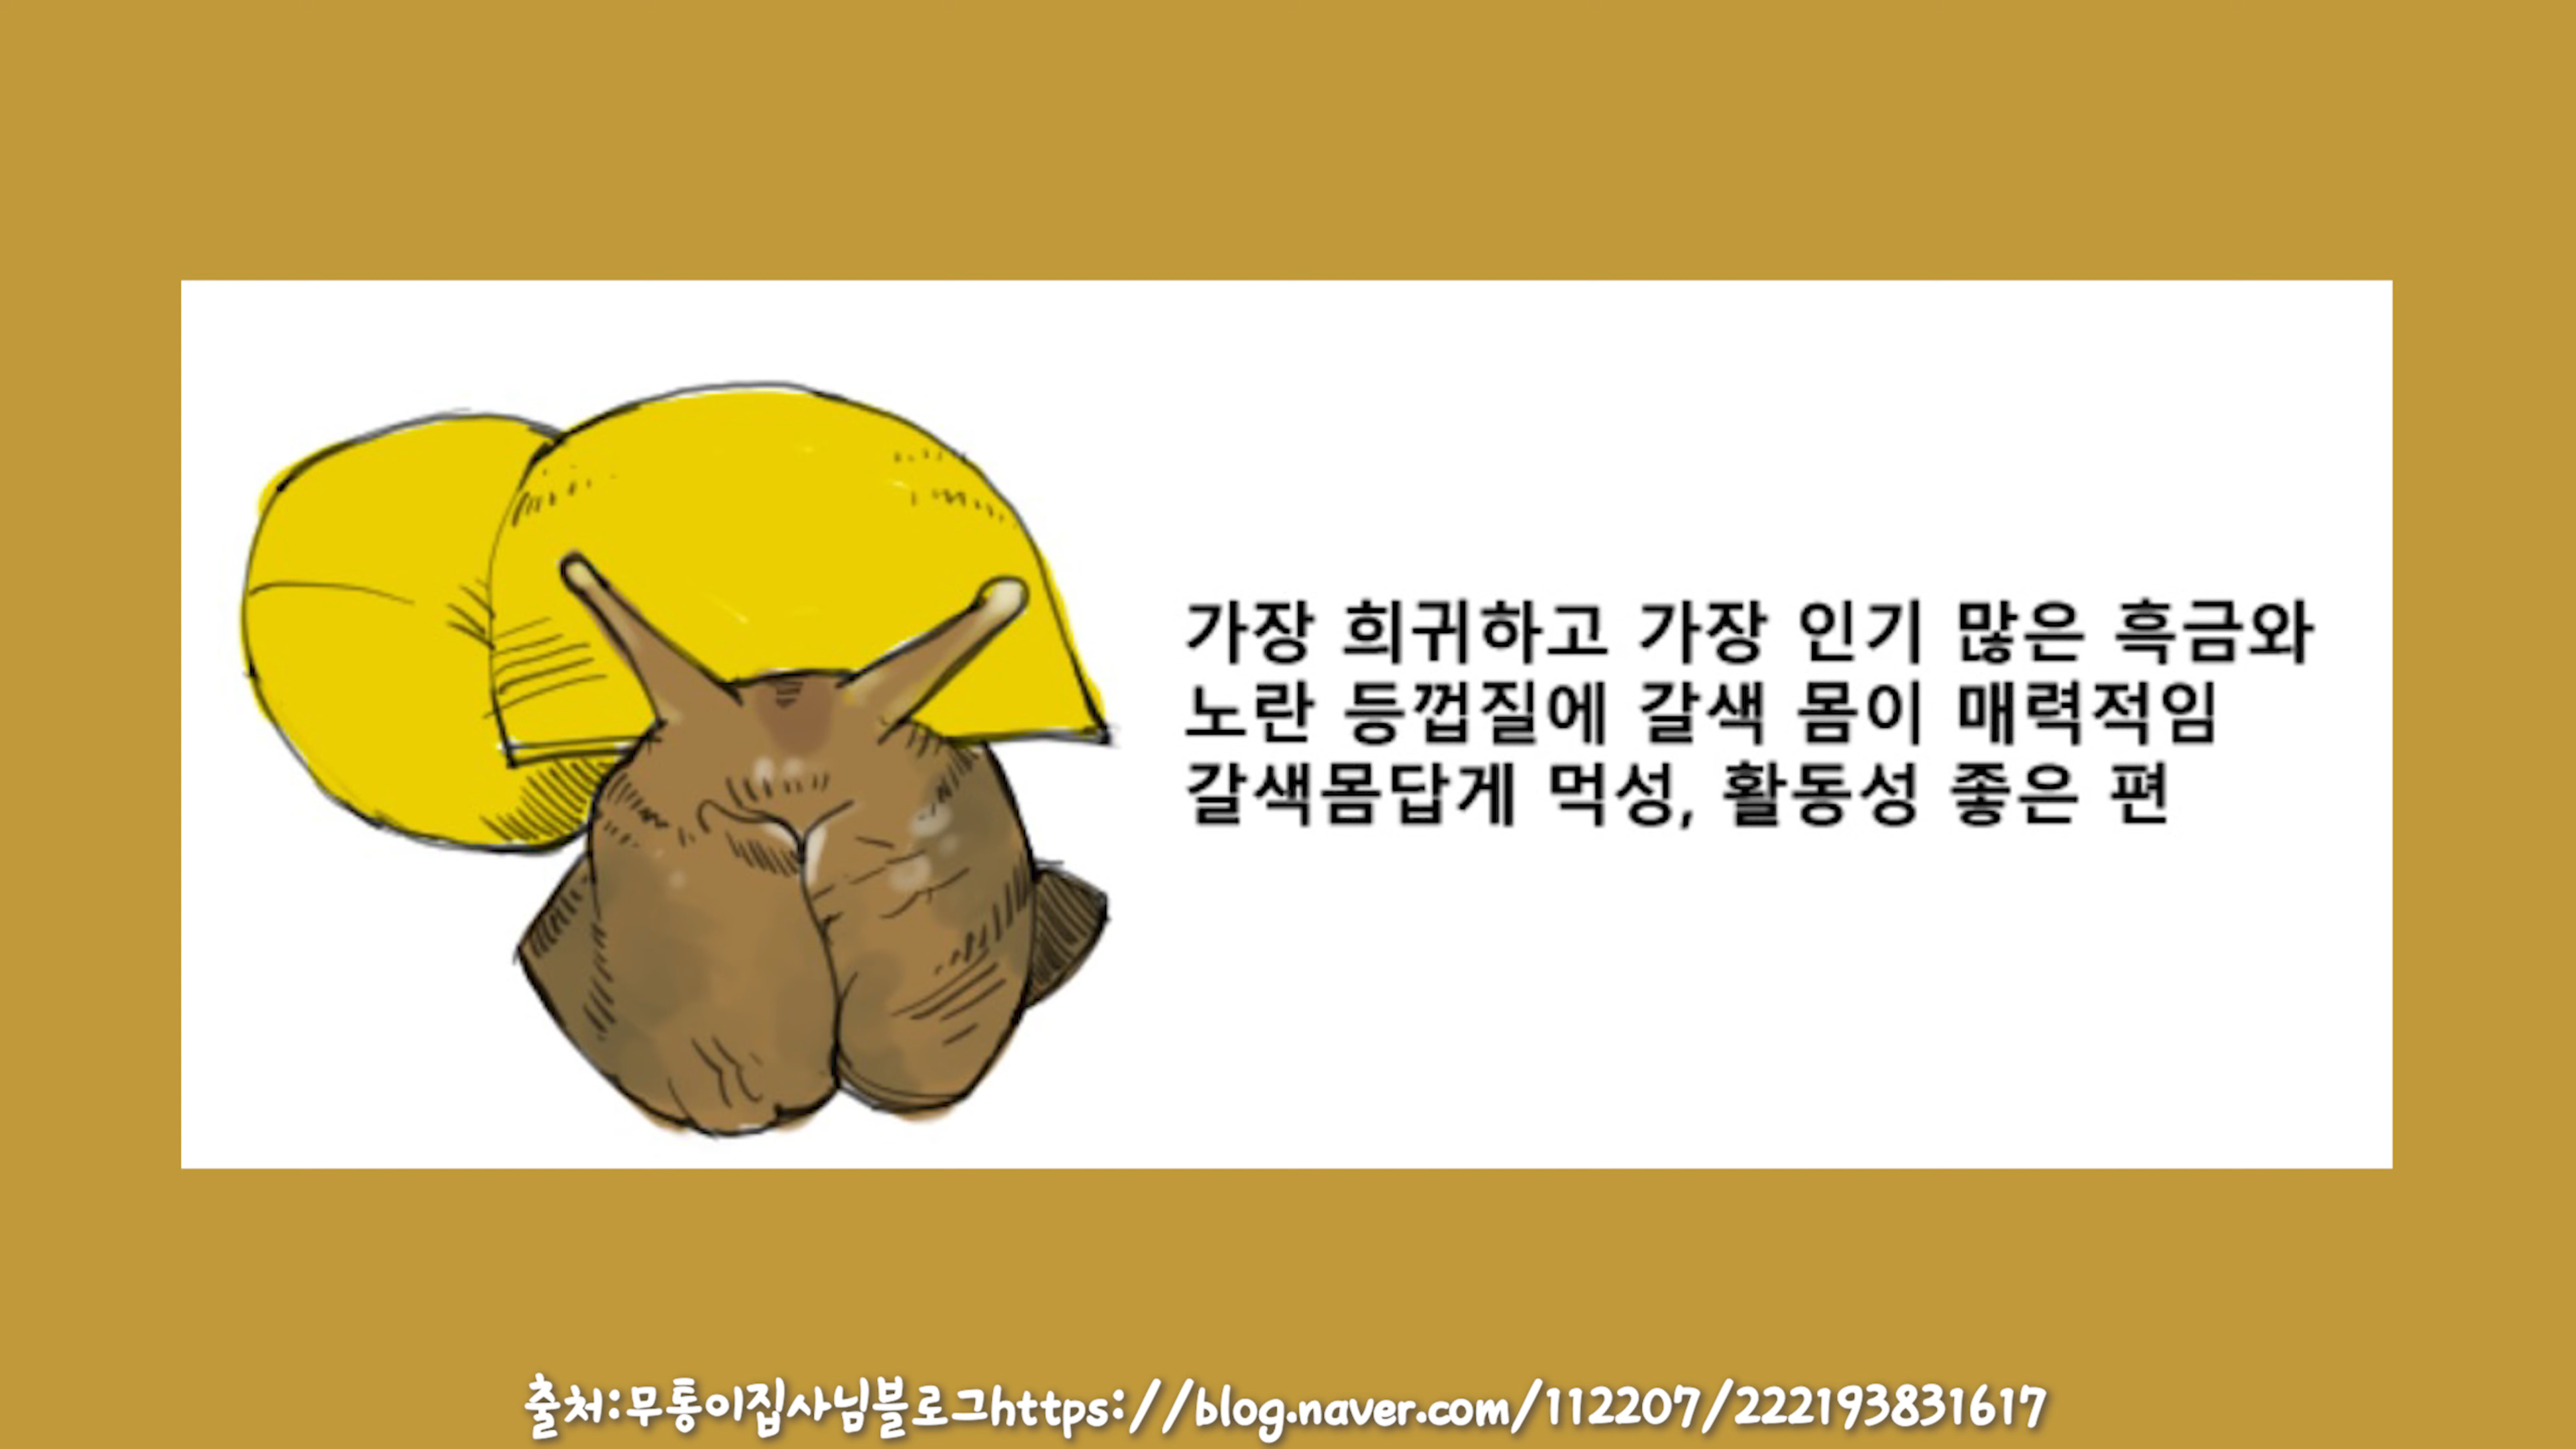 가장 희귀하고 가장 인기 많은 흑금와
노란 등껍질에 갈색 몸이 매력적임
갈색몸답게 먹성, 활동성 좋은 편
출처:무통이집사님블로그https://blog.naver.com/112207/222193831617